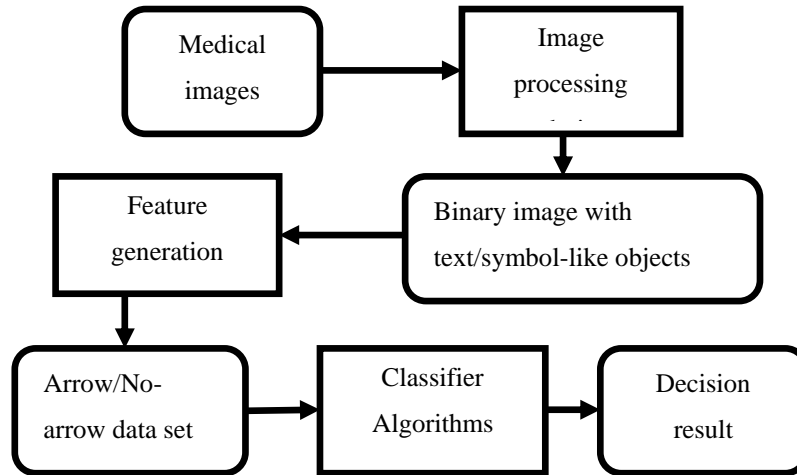 Medical
images
Image
processing
Feature
generation
Binary image with
text/symbol-like objects
Arrow/No-
arrow data set
Classifier
Algorithms
Decision
result